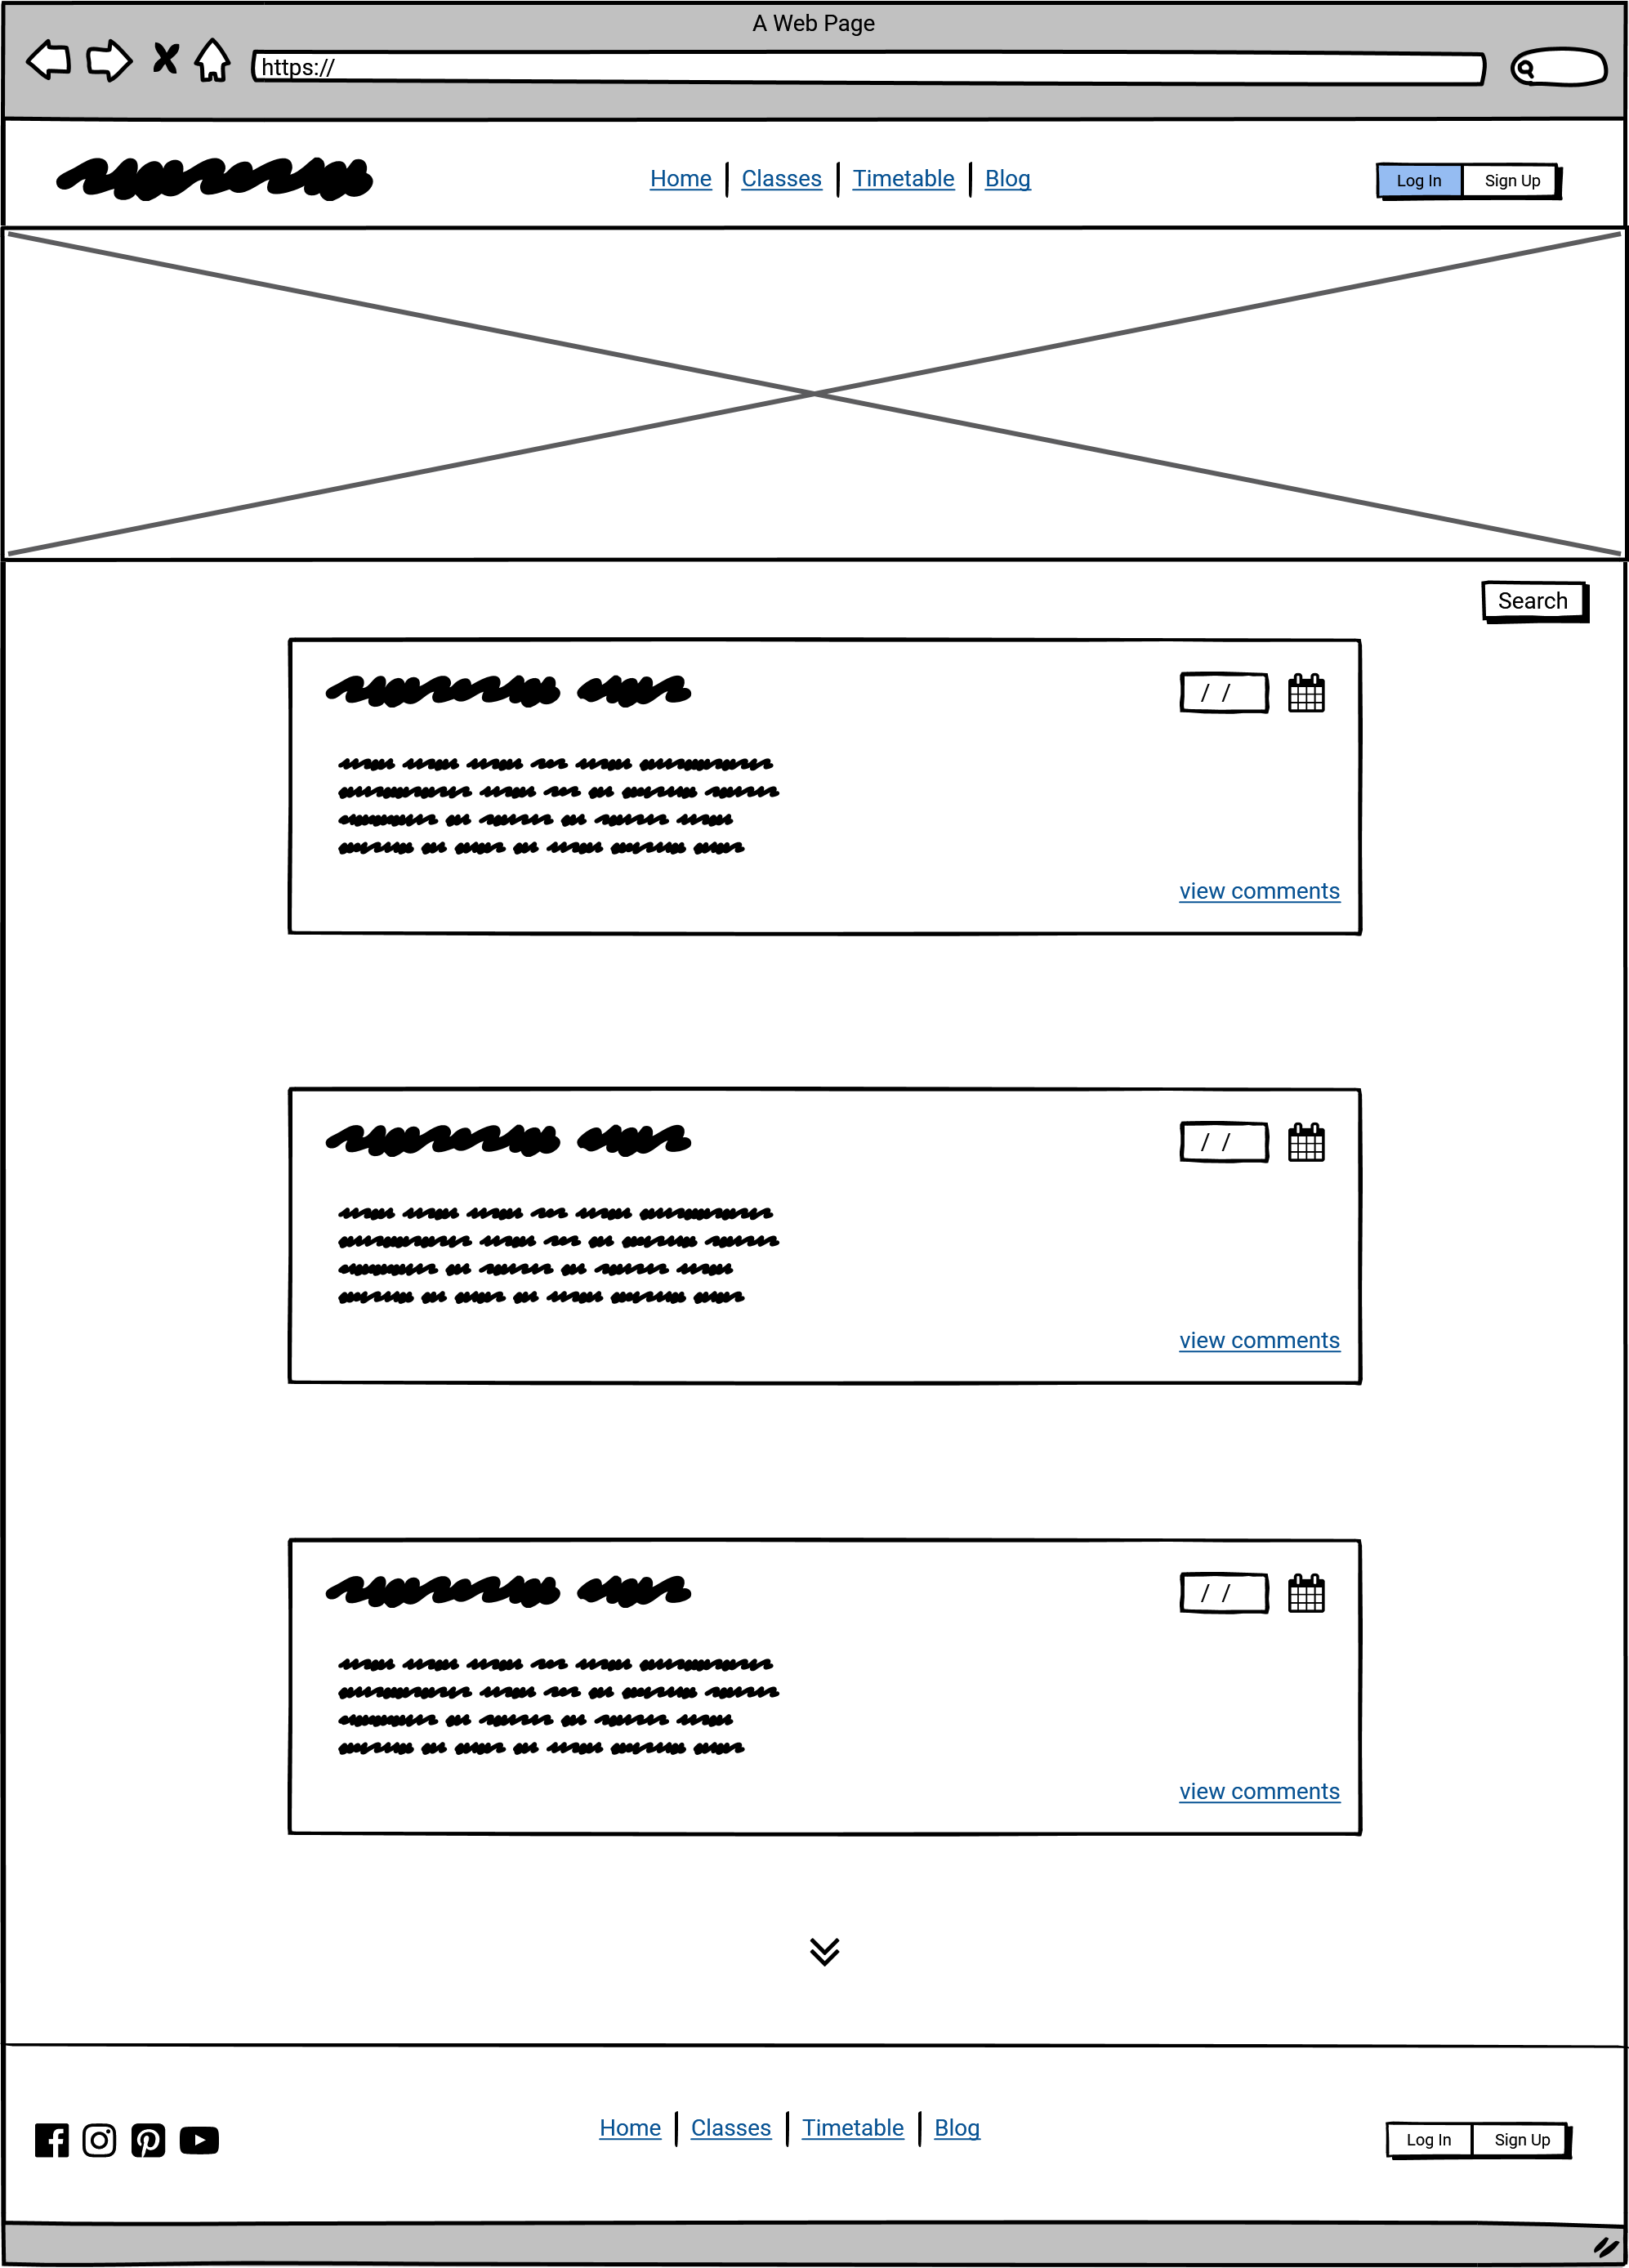 A Web Page
https://
Home Classes Timetable Blog
Log In Sign Up
Search
/ /
view comments
/ /
view comments
/ /
view comments
Home Classes Timetable Blog
Log In Sign Up